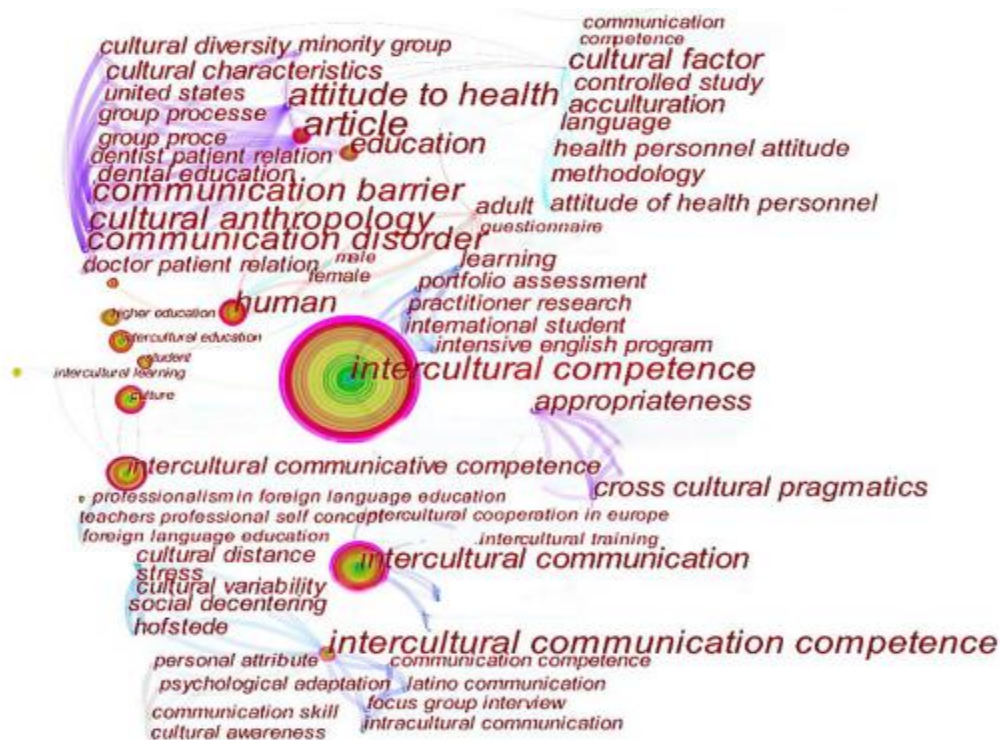 communication
competence
cultural diversity minority group
cultural factor
cultural characteristics
controlled study
united states
attitude to health
acculturation
group processe
article
language
group proce
education
dentist patient relation
health personnel attitude
dental education
methodology
communication barrier
adult
attitude of health personnel
cultural anthropology
questionnaire
communication disorder
doctor patient relation
male
learning
female
portfolio assessment
human
practitioner research
higher education
international student
intercultural education
intensive english program
student
intercultural competence
intercultural learning
culture
appropriateness
intercultural communicative competence
cross cultural pragmatics
professionalism in foreign language education
teachers professional self concept
intercultural cooperation in europe
foreign language education
intercultural training
cultural distance
intercultural communication
stress
cultural variability
social decentering
hofstede
intercultural communication competence
personal attribute
communication competence
psychological adaptation
latino communication
communication skill
focus group interview
cultural awareness
intracultural communication